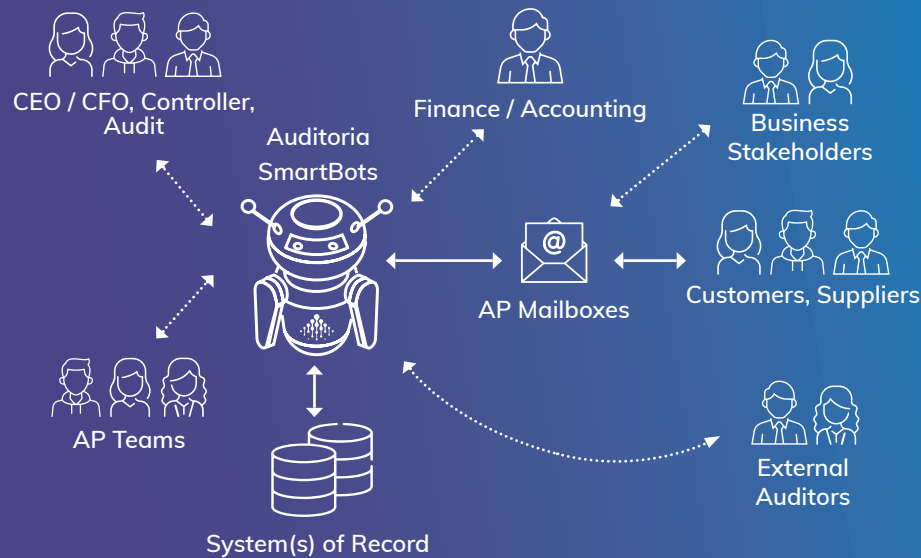 CEO / CFO, Controller,
Audit
Finance / Accounting
Business
Stakeholders
Auditoria
SmartBots
@
AP Mailboxes
Customers, Suppliers
AP Teams
External
Auditors
System(s) of Record